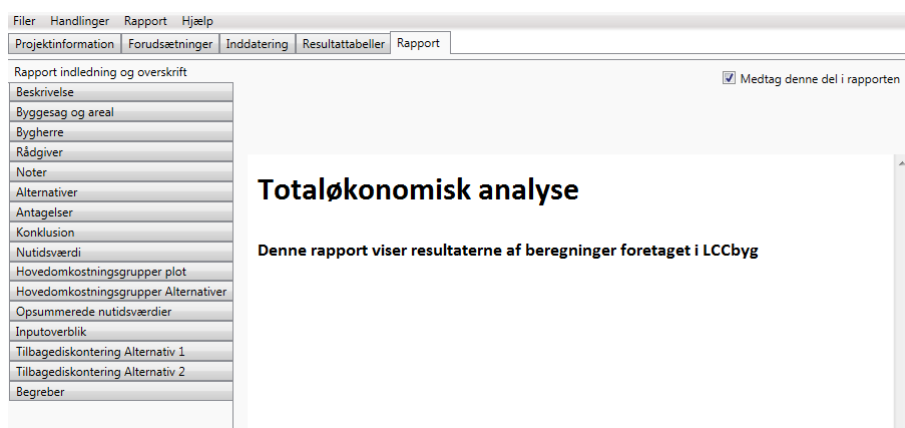 Filer Handlinger Rapport Hjælp
Projektinformation Forudsætninger Inddatering Resultattabeller Rapport
Rapport indledning og overskrift
Medtag denne del i rapporten
Beskrivelse
Byggesag og areal
Bygherre
Rådgiver
Noter
Alternativer
Antagelser
Konklusion
Nutidsværdi
Hovedomkostningsgrupper plot
Hovedomkostningsgrupper Alternativer
Opsummerede nutidsværdier
Inputoverblik
Tilbagediskontering Alternativ 1
Tilbagediskontering Alternativ 2
Begreber
Totaløkonomisk analyse
Denne rapport viser resultaterne af beregninger foretaget i LCCbyg